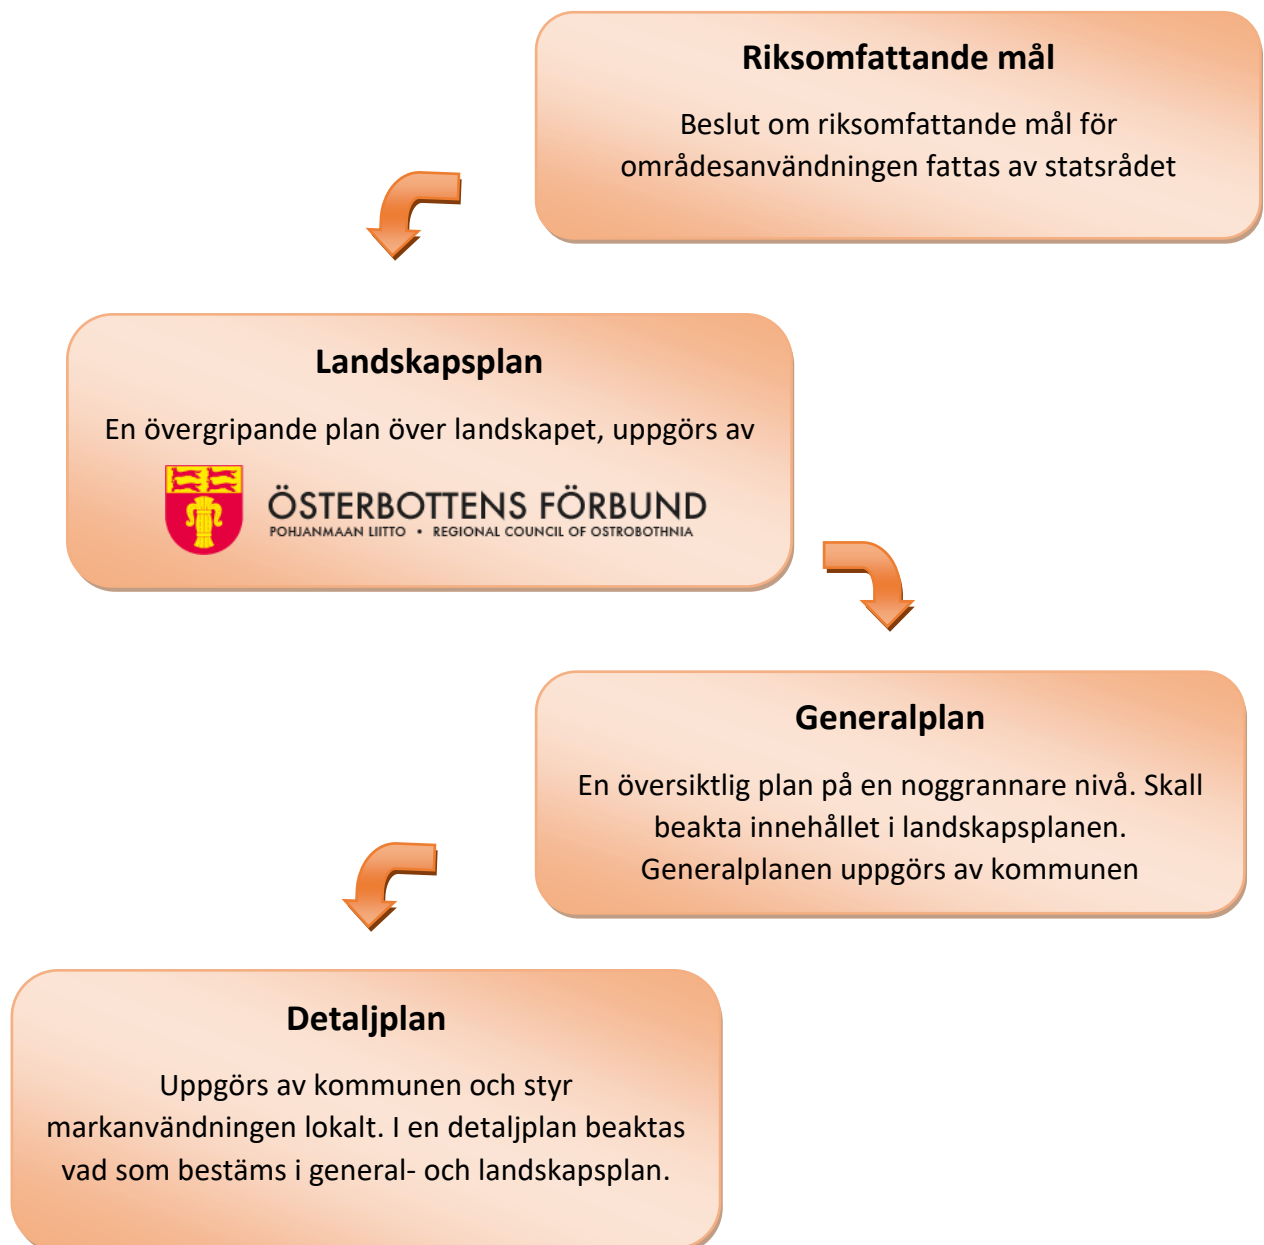 Riksomfattande mål
Beslut om riksomfattande mål för
områdesanvändningen fattas av statsrådet
Landskapsplan
En övergripande plan över landskapet, uppgörs av
ÖSTERBOTTENS FÖRBUND
POHJANMAAN LIITTO • REGIONAL COUNCIL OF OSTROBOTHNIA
Generalplan
En översiktlig plan på en noggrannare nivå. Skall
beakta innehållet i landskapsplanen.
Generalplanen uppgörs av kommunen
Detaljplan
Uppgörs av kommunen och styr
markanvändningen lokalt. I en detaljplan beaktas
vad som bestäms i general- och landskapsplan.